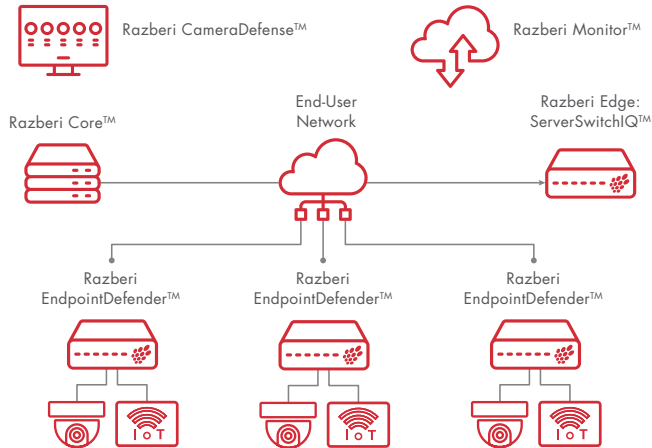 Razberi CameraDefense™
Razberi Monitor™
Razberi Core™
End-User
Network
Razberi Edge:
ServerSwitchIQ™
Razberi
EndpointDefender™
Razberi
EndpointDefender™
Razberi
EndpointDefender™
IoT
IoT
IoT